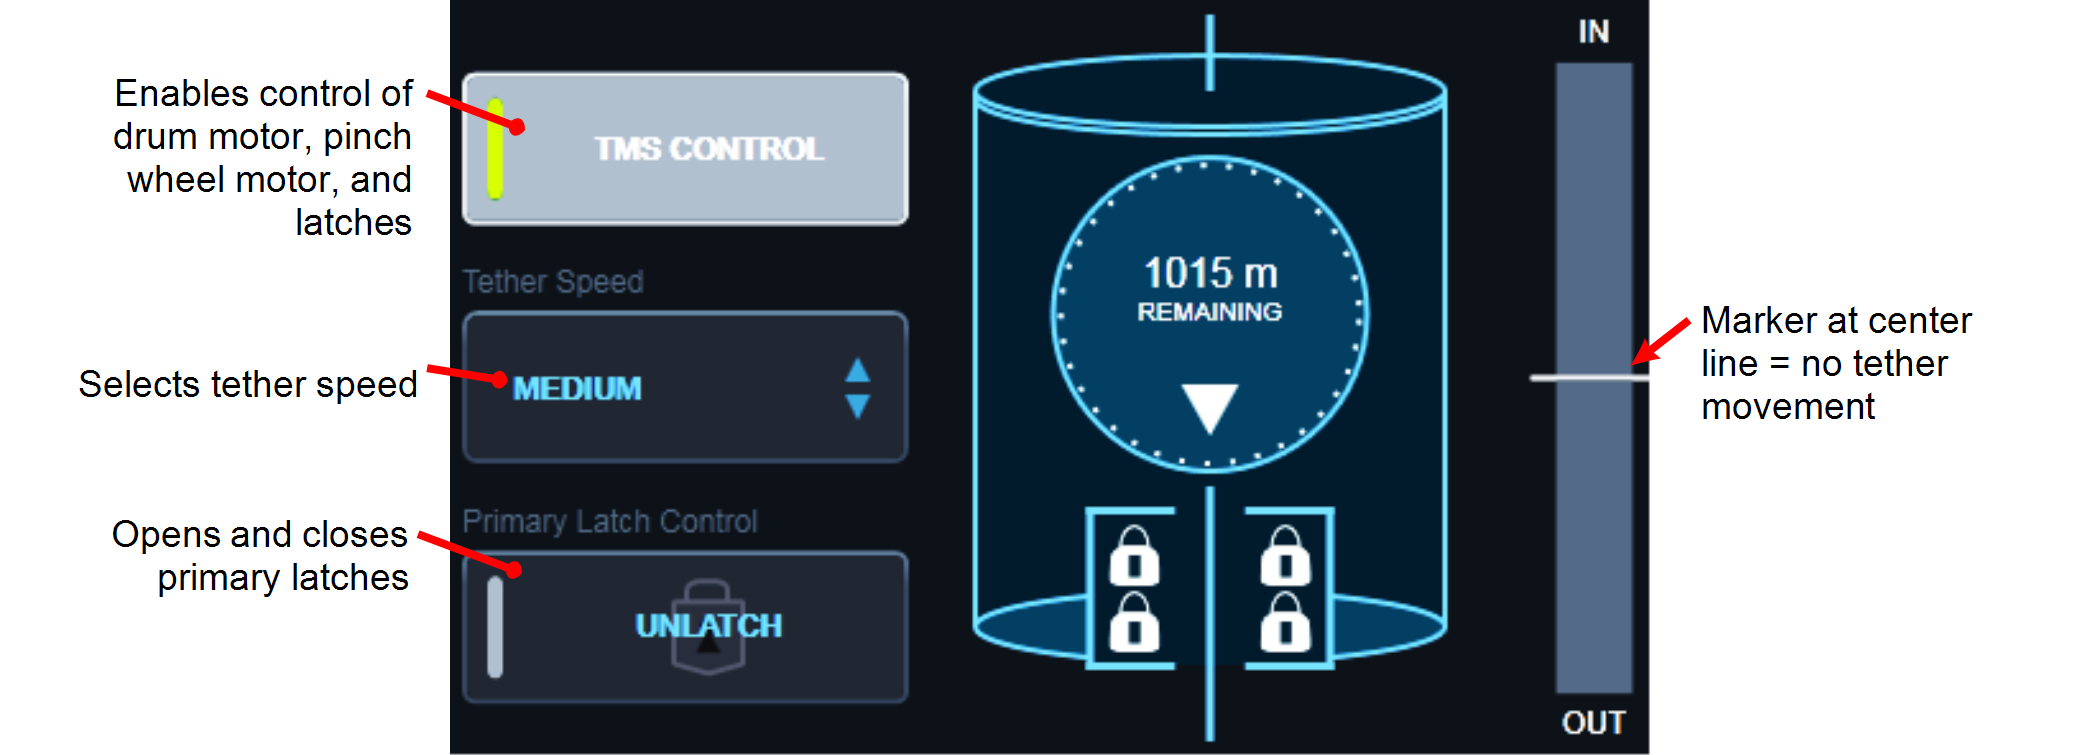 Enables control of
drum motor, pinch
wheel motor, and
latches
TMS CONTROL
Tether Speed
Selects tether speed
MEDIUM
Opens and closes
primary latches
Primary Latch Control
UNLATCH
1015 m
REMAINING
IN
OUT
Marker at center
line = no tether
movement